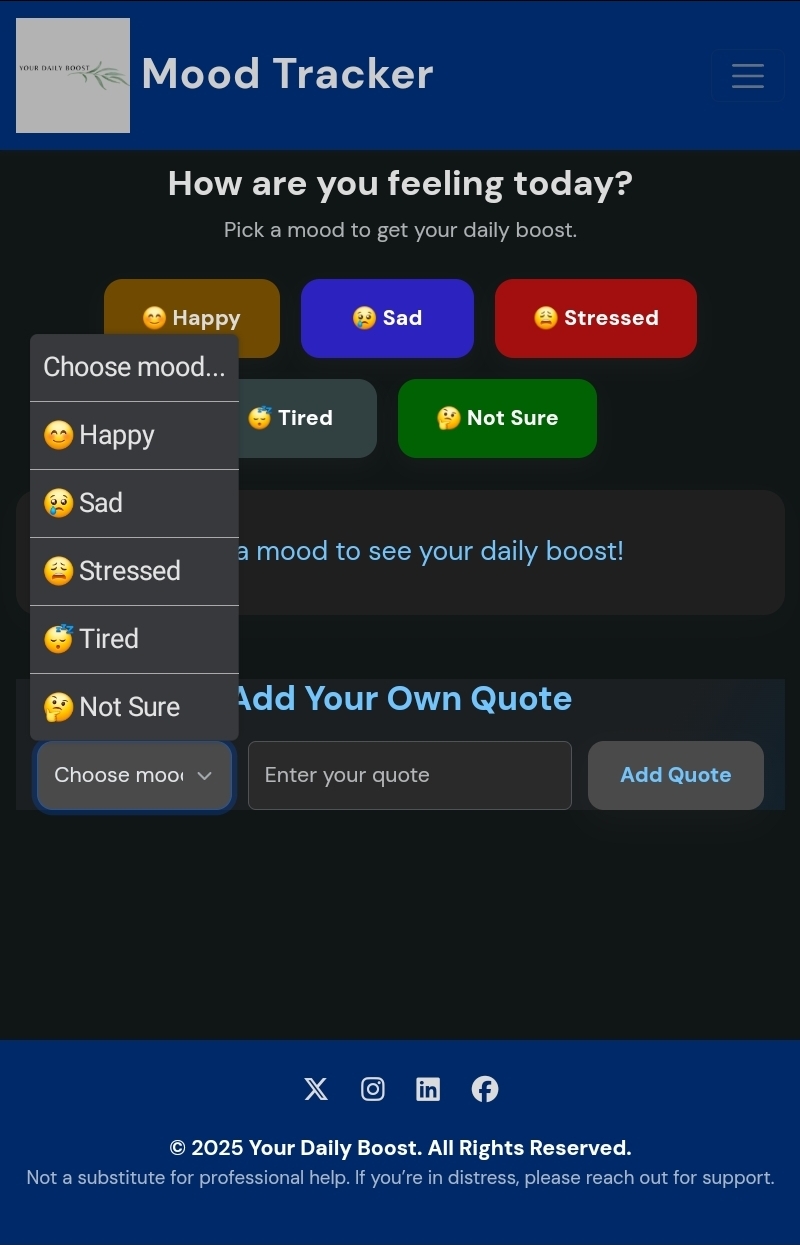 YOUR DAILY BOOST
Mood Tracker
How are you feeling today?
Pick a mood to get your daily boost.
😊 Happy
😢 Sad
😩 Stressed
😴 Tired
🤔 Not Sure
Choose mood...
😊 Happy
😢 Sad
😩 Stressed
😴 Tired
🤔 Not Sure
a mood to see your daily boost!
Add Your Own Quote
Choose mood
Enter your quote
Add Quote
© 2025 Your Daily Boost. All Rights Reserved.
Not a substitute for professional help. If you’re in distress, please reach out for support.